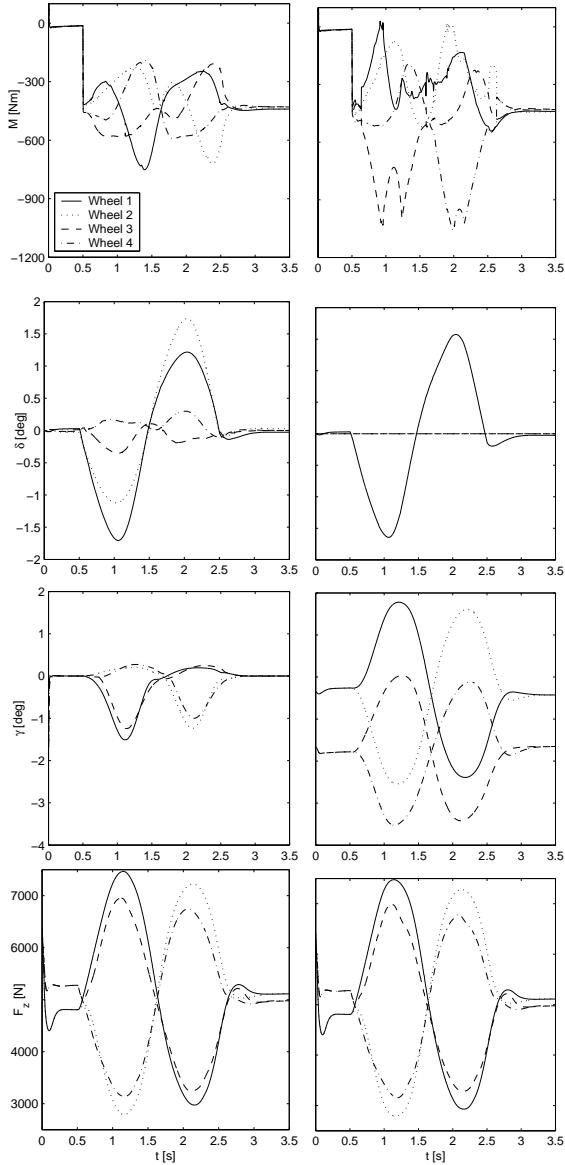 0
−300
−600
−900
−1200
M [Nm]
Wheel 1
Wheel 2
Wheel 3
Wheel 4
0 0.5 1 1.5 2 2.5 3 3.5
0 0.5 1 1.5 2 2.5 3 3.5
2
1.5
1
0.5
0
−0.5
−1
−1.5
−2
δ [deg]
0 0.5 1 1.5 2 2.5 3 3.5
0 0.5 1 1.5 2 2.5 3 3.5
2
1
0
−1
−2
−3
−4
γ [deg]
0 0.5 1 1.5 2 2.5 3 3.5
0 0.5 1 1.5 2 2.5 3 3.5
7000
6000
5000
4000
3000
F_z [N]
0 0.5 1 1.5 2 2.5 3 3.5
0 0.5 1 1.5 2 2.5 3 3.5
t [s]
t [s]